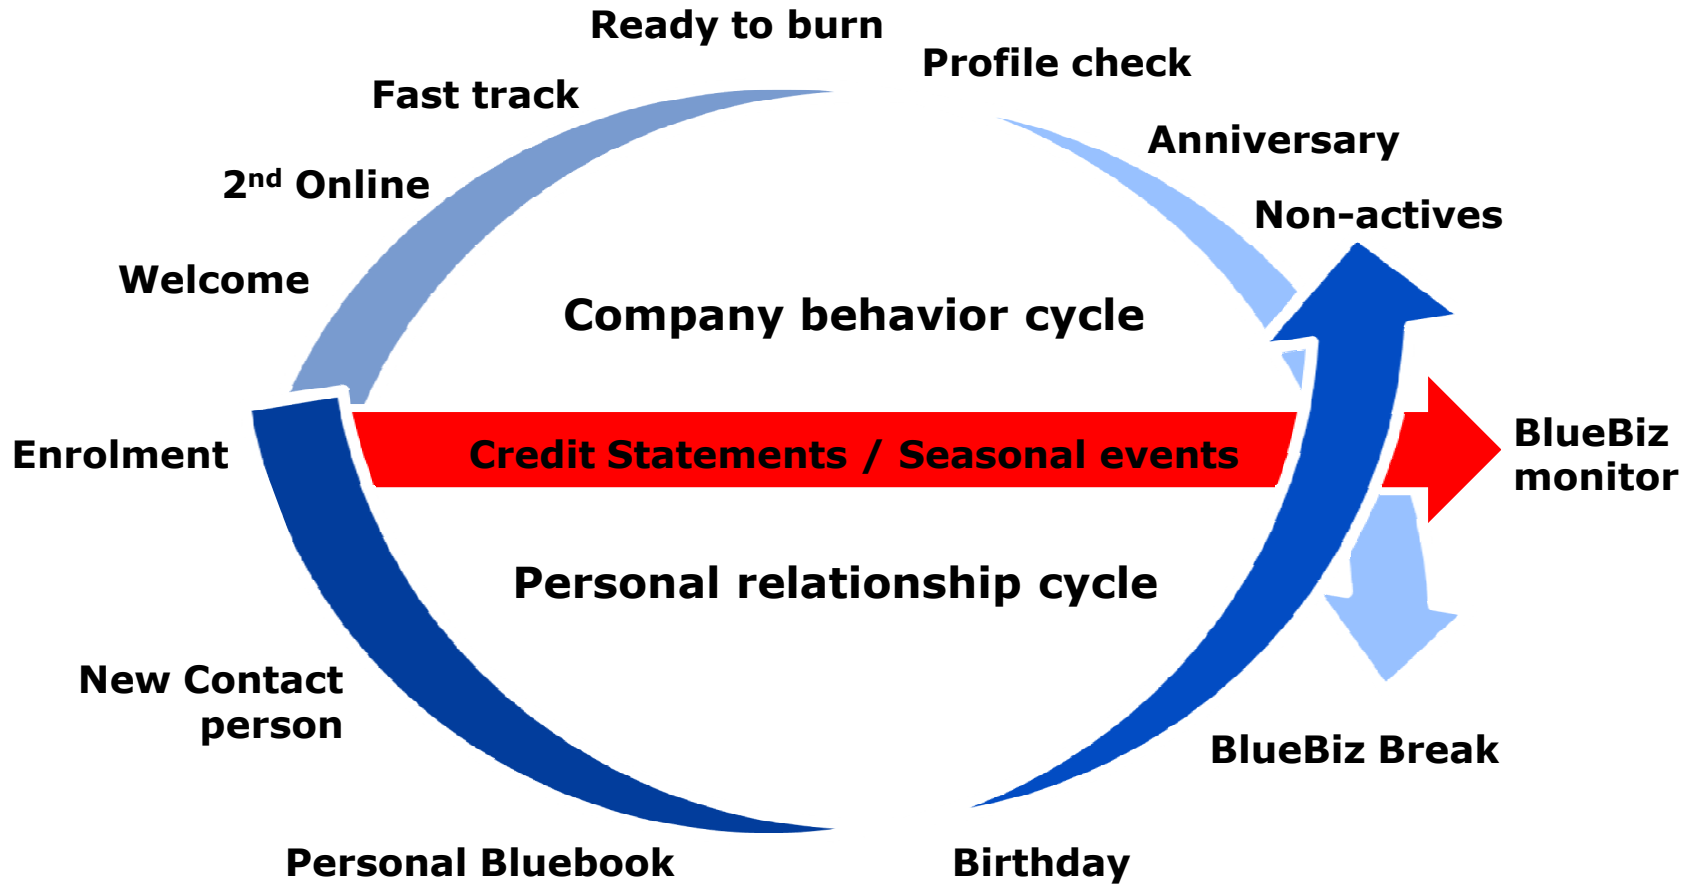 Ready to burn
Profile check
Fast track
Anniversary
2nd Online
Non-actives
Welcome
Company behavior cycle
Enrolment
Credit Statements / Seasonal events
BlueBiz
monitor
Personal relationship cycle
New Contact
person
BlueBiz Break
Personal Bluebook
Birthday